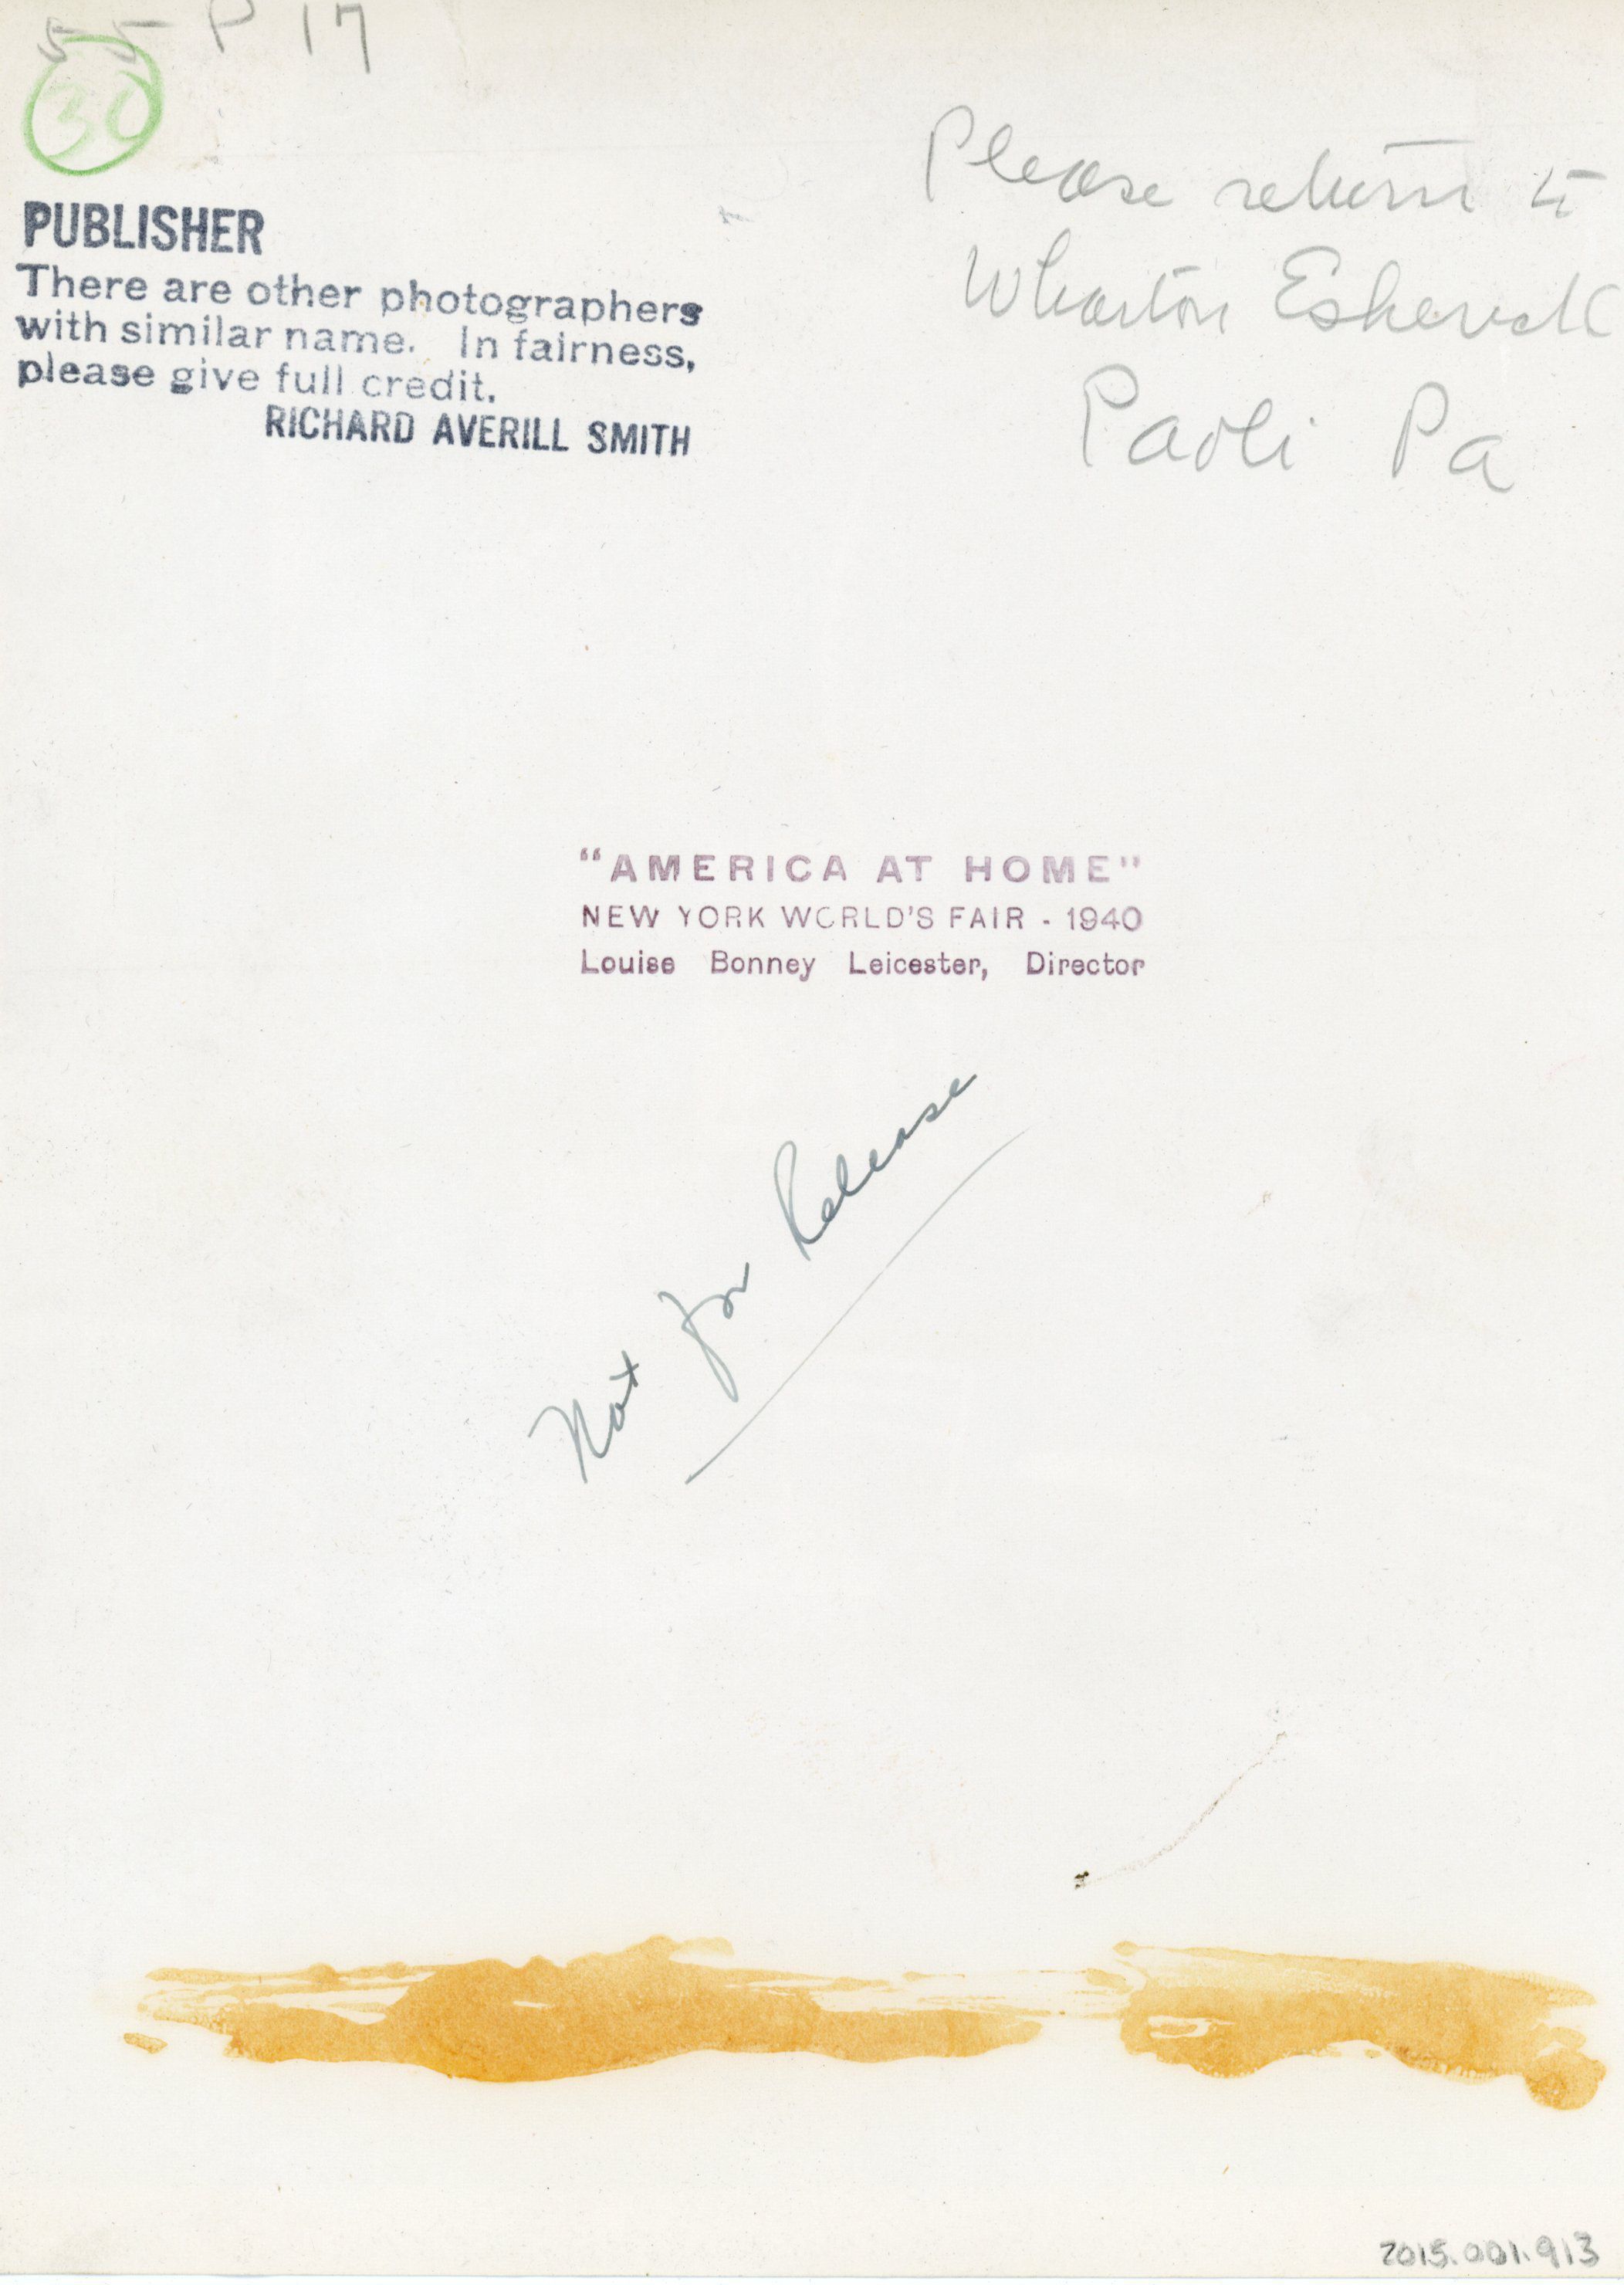 55 P 17
30
PUBLISHER
There are other photographers
with similar name. In fairness,
please give full credit.
RICHARD AVERILL SMITH
Please return to
Wharton Esherick
Paoli Pa
"AMERICA AT HOME"
NEW YORK WORLD'S FAIR - 1940
Louise Bonney Leicester, Director
Not for Release
2015.001.913